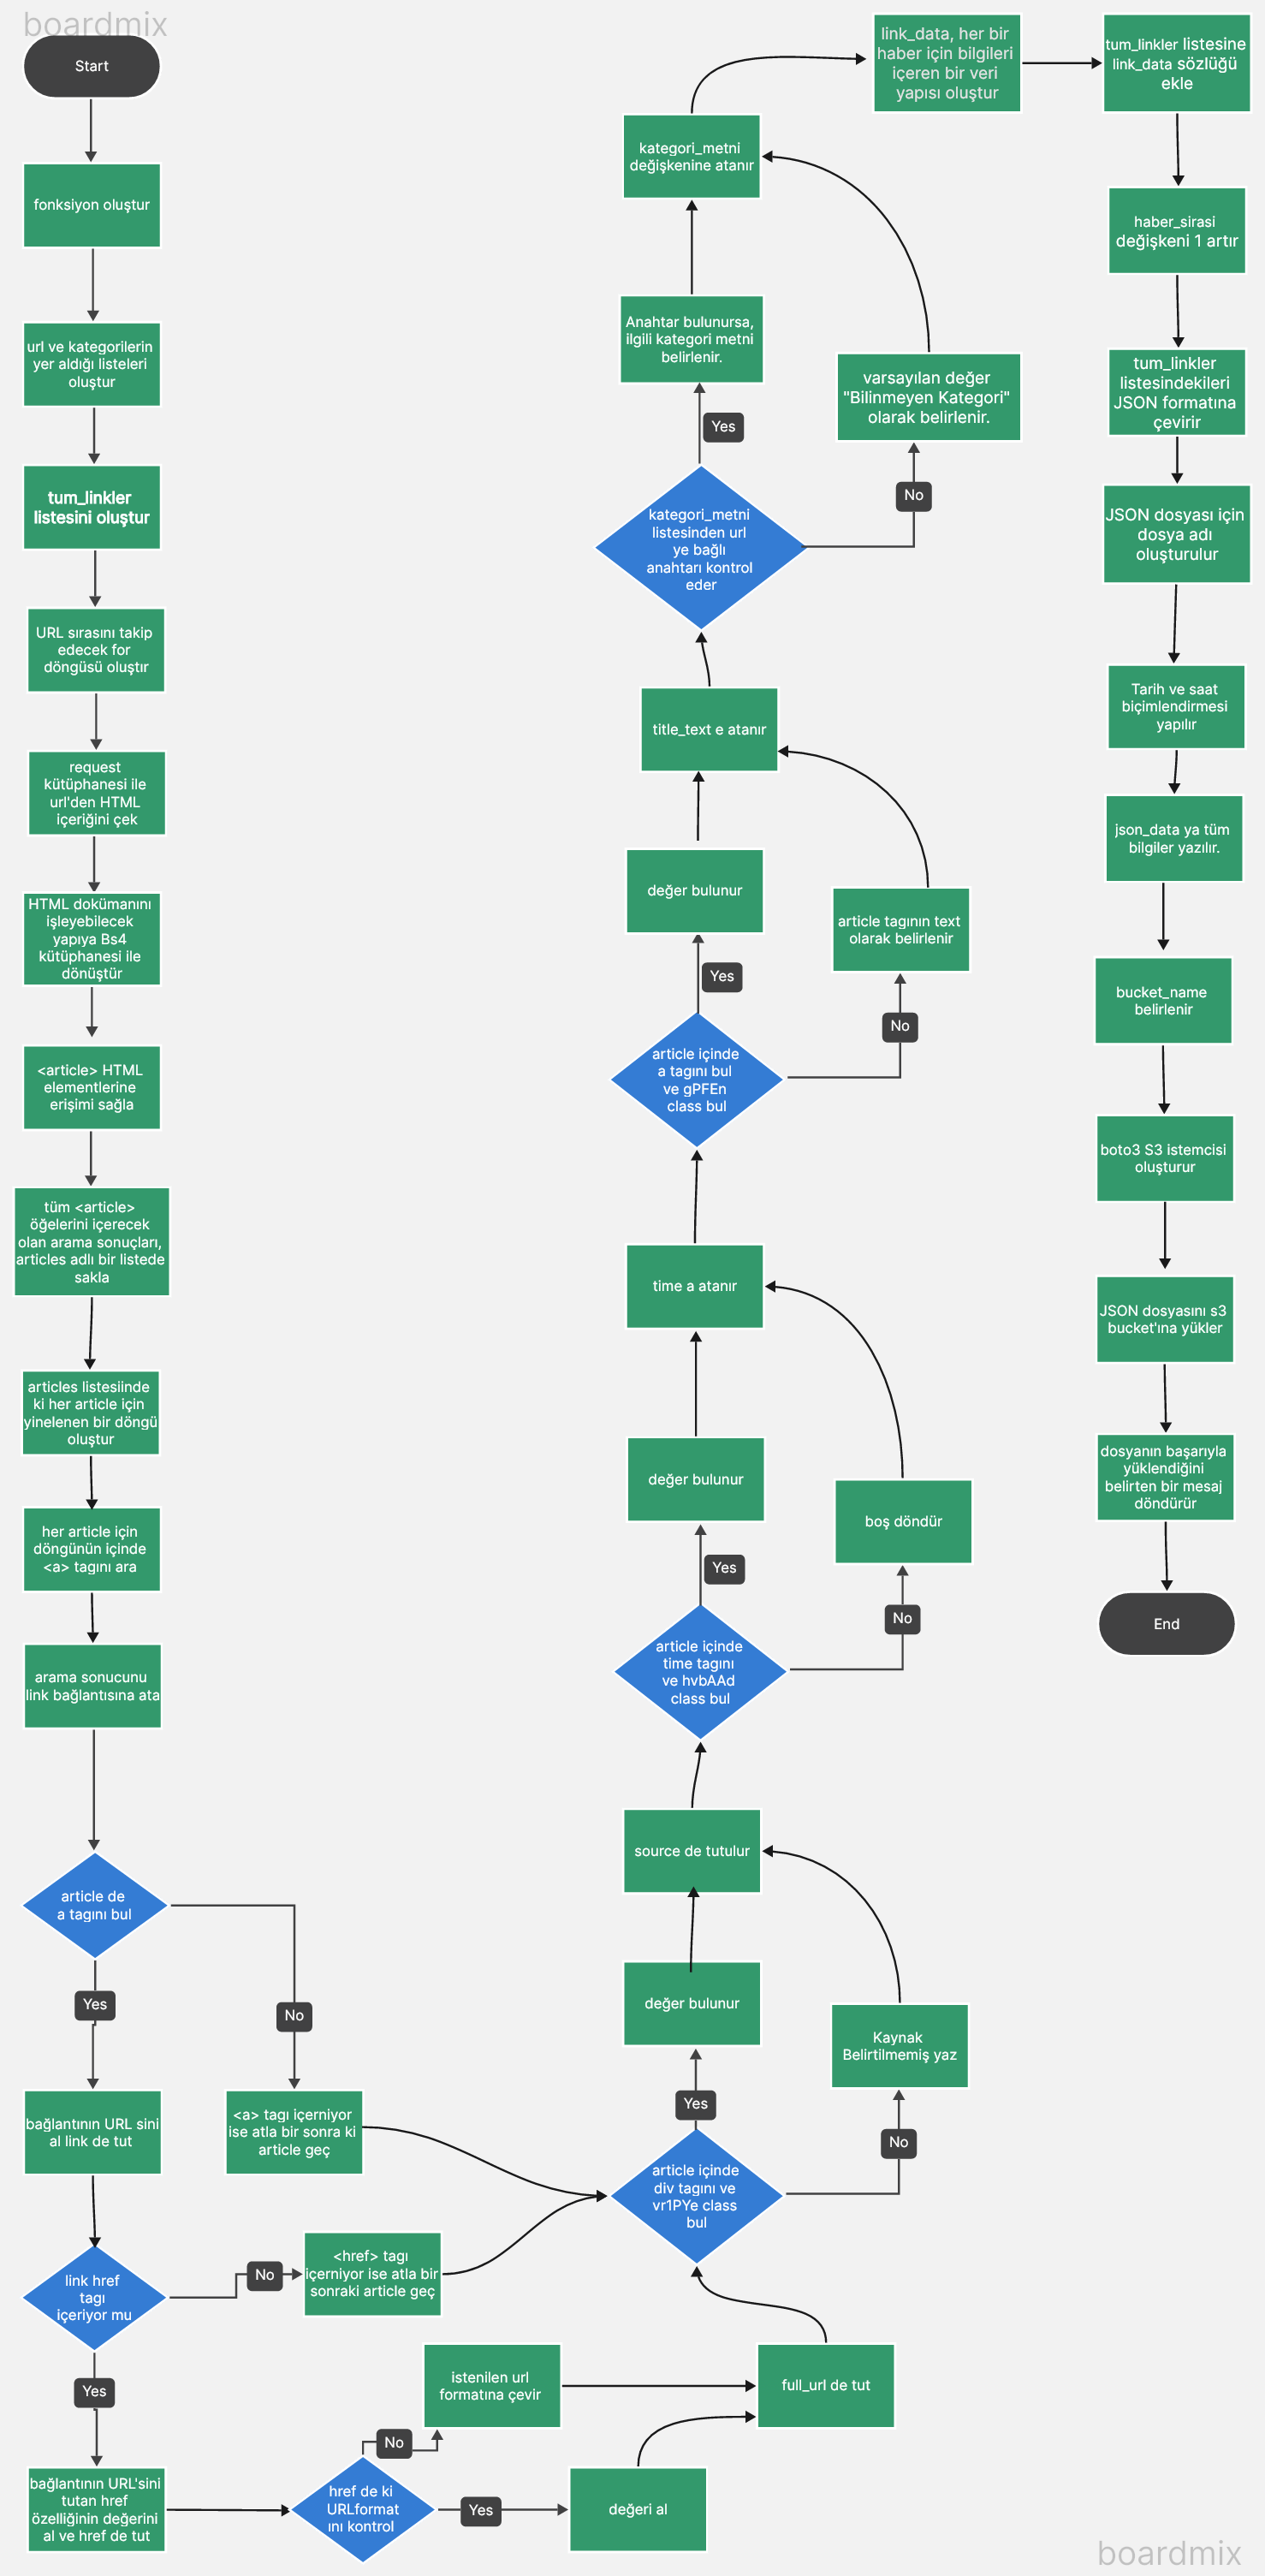 boardmix
Start
fonksiyon oluştur
url ve kategorilerin
yer aldığı listeleri
oluştur
tum_linkler
listesini oluştur
URL sırasını takip
edecek for
döngüsü oluştır
request
kütüphanesi ile
url'den HTML
içeriğini çek
HTML dokümanını
işleyebilecek
yapıya Bs4
kütüphanesi ile
dönüştür
<article> HTML
elementlerine
erişimi sağla
tüm <article>
öğelerini içerecek
olan arama sonuçları,
articles adlı bir listede
sakla
articles listesiinde
ki her article için
yinelenen bir döngü
oluştur
her article için
döngünün içinde
<a> tagını ara
arama sonucunu
link bağlantısına ata
article de
a tagını bul
Yes
No
bağlantının URL sini
al link de tut
<a> tagı içerniyor
ise atla bir sonra ki
article geç
link href
tagı
içeriyor mu
No
<href> tagı
içerniyor ise atla bir
sonraki article geç
Yes
bağlantının URL'sini
tutan href
özelliğinin değerini
al ve href de tut
href de ki
URLformat
ını kontrol
No
istenilen url
formatına çevir
Yes
değeri al
full_url de tut
article içinde
div tagını ve
vr1PYe class
bul
Yes
No
değer bulunur
Kaynak
Belirtilmemiş yaz
source de tutulur
article içinde
time tagını
ve hvbAAd
class bul
Yes
No
değer bulunur
boş döndür
time a atanır
article içinde
a tagını bul
ve gPFEn
class bul
Yes
No
değer bulunur
article tagının text
olarak belirlenir
title_text e atanır
kategori_metni
listesinden url
ye bağlı
anahtarı kontrol
eder
Yes
No
Anahtar bulunursa,
ilgili kategori metni
belirlenir.
varsayılan değer
"Bilinmeyen Kategori"
olarak belirlenir.
kategori_metni
değişkenine atanır
link_data, her bir
haber için bilgileri
içeren bir veri
yapısı oluştur
tum_linkler listesine
link_data sözlüğü
ekle
haber_sirasi
değişkeni 1 artır
tum_linkler
listesindekileri
JSON formatına
çevirir
JSON dosyası için
dosya adı
oluşturulur
Tarih ve saat
biçimlendirmesi
yapılır
json_data ya tüm
bilgiler yazılır.
bucket_name
belirlenir
boto3 S3 istemcisi
oluşturur
JSON dosyasını s3
bucket'ına yükler
dosyanın başarıyla
yüklendiğini
belirten bir mesaj
döndürür
End
boardmix